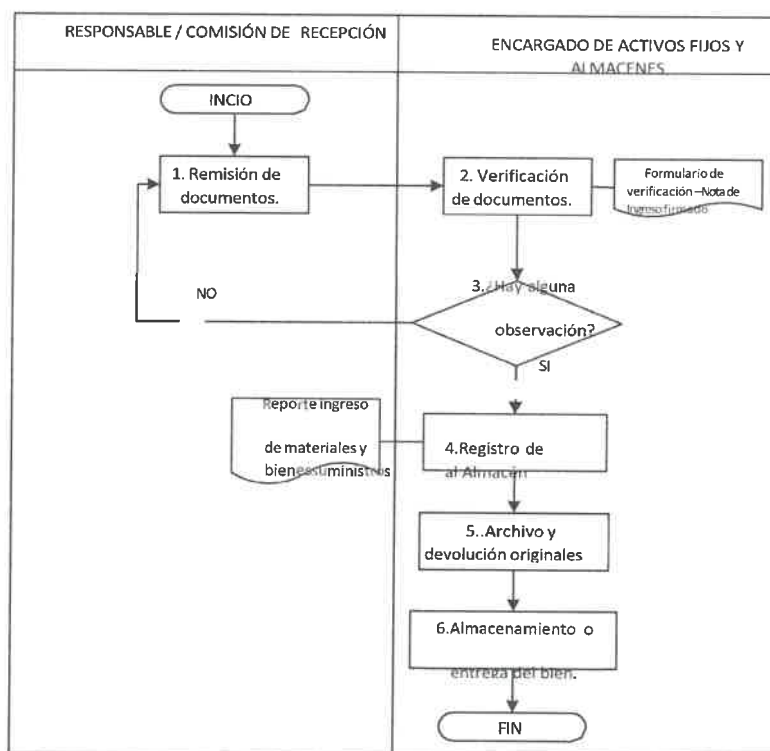 RESPONSABLE / COMISIÓN DE RECEPCIÓN
ENCARGADO DE ACTIVOS FIJOS Y
ALMACENES.
INCIO
1. Remisión de
documentos.
2. Verificación
de documentos.
Formulario de
verificación –Nota de
Ingreso firmado
3.¿Hay alguna
observación?
NO
SI
Reporte ingreso
de materiales y
bienes suministros
4.Registro de
al Almacén
5..Archivo y
devolución originales
6.Almacenamiento o
entrega del bien.
FIN